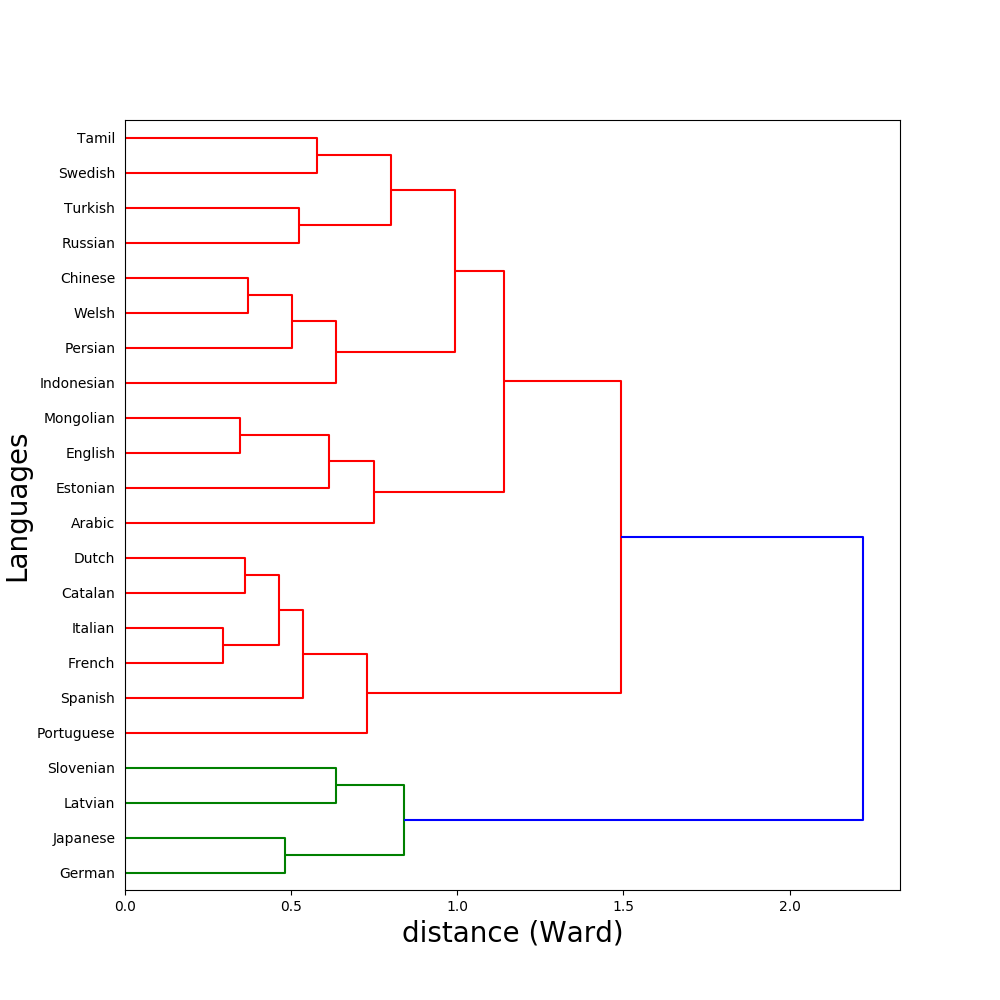 Tamil
Swedish
Turkish
Russian
Chinese
Welsh
Persian
Indonesian
Mongolian
English
Estonian
Arabic
Dutch
Catalan
Italian
French
Spanish
Portuguese
Slovenian
Latvian
Japanese
German
Languages
0.0 0.5 1.0 1.5 2.0
distance (Ward)